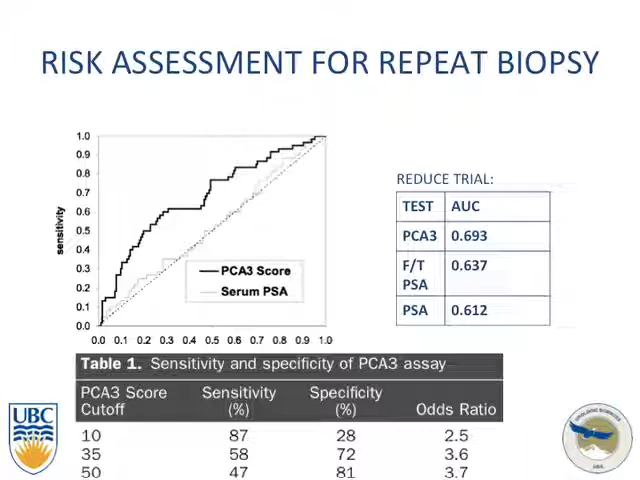 RISK ASSESSMENT FOR REPEAT BIOPSY
1.0
0.9
0.8
0.7
0.6
0.5
0.4
0.3
0.2
0.1
0.0
sensitivity
PCA3 Score
Serum PSA
0.0 0.1 0.2 0.3 0.4 0.5 0.6 0.7 0.8 0.9 1.0
REDUCE TRIAL:
TEST AUC
PCA3 0.693
F/T 0.637
PSA
PSA 0.612
Table 1. Sensitivity and specificity of PCA3 assay
PCA3 Score Sensitivity Specificity
Cutoff (%) (%) Odds Ratio
10 87 28 2.5
35 58 72 3.6
50 47 81 3.7
UBC